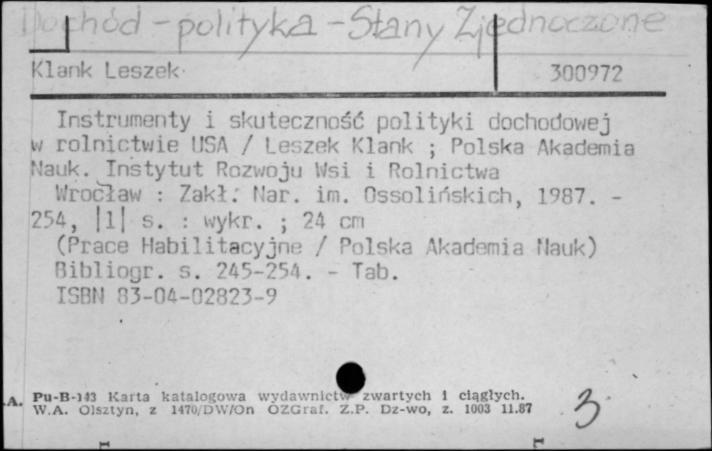 Dochód - polityka - Stany Zjednoczone
Klank Leszek
300972
Instrumenty i skuteczność polityki dochodowej
w rolnictwie USA / Leszek Klank ; Polska Akademia
Nauk. Instytut Rozwoju Wsi i Rolnictwa
Wrocław : Zakł. Nar. im. Ossolińskich, 1987. -
254, |1| s. : wykr. ; 24 cm
(Prace Habilitacyjne / Polska Akademia Nauk)
Bibliogr. s. 245-254. - Tab.
ISBN 83-04-02823-9
.A. Pu-B-143 Karta katalogowa wydawnictw zwartych i ciągłych.
W.A. Olsztyn, z 1470/DW/On OZGraf. Z.P. Dz-wo, z. 1003 11.87
3